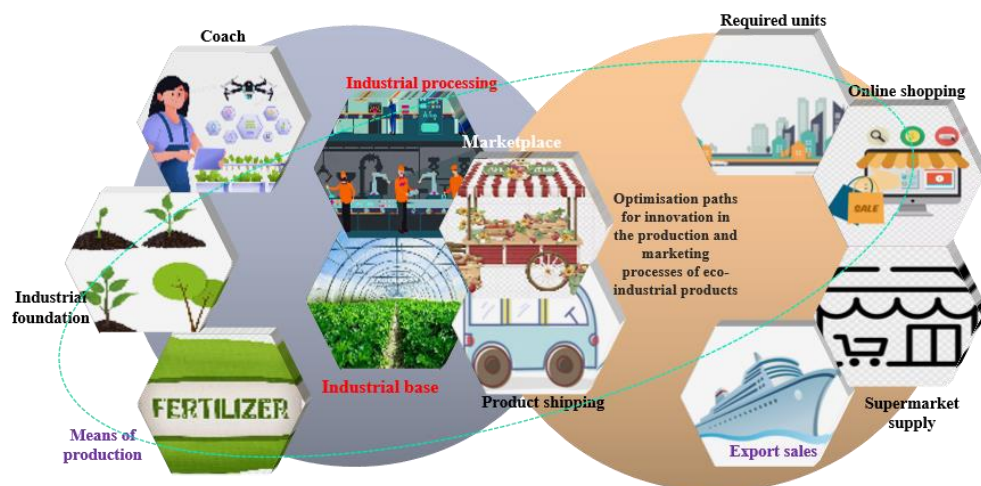 Coach
Required units
Industrial processing
Online shopping
Marketplace
SALE
Optimisation paths
for innovation in
the production and
marketing
processes of eco-
industrial products
Industrial
foundation
Industrial base
FERTILIZER
Product shipping
Supermarket
supply
Means of
production
Export sales